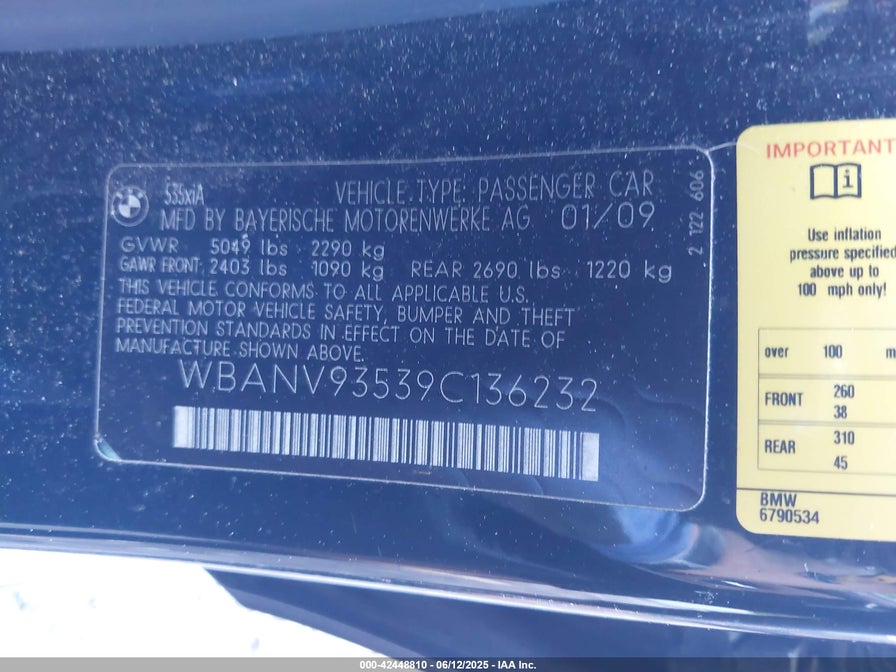 535xiA
VEHICLE TYPE: PASSENGER CAR
MFD BY BAYERISCHE MOTORENWERKE AG 01/09
GVWR 5049 lbs 2290 kg
GAWR FRONT: 2403 lbs 1090 kg REAR 2690 lbs 1220 kg
THIS VEHICLE CONFORMS TO ALL APPLICABLE U.S.
FEDERAL MOTOR VEHICLE SAFETY, BUMPER AND THEFT
PREVENTION STANDARDS IN EFFECT ON THE DATE OF
MANUFACTURE SHOWN ABOVE.
WBANV93539C136232
2 122 606
IMPORTANT
Use inflation
pressure specified
above up to
100 mph only!
over 100 m
FRONT 260
38
REAR 310
45
BMW
6790534
000-42448810 - 06/12/2025 - IAA Inc.